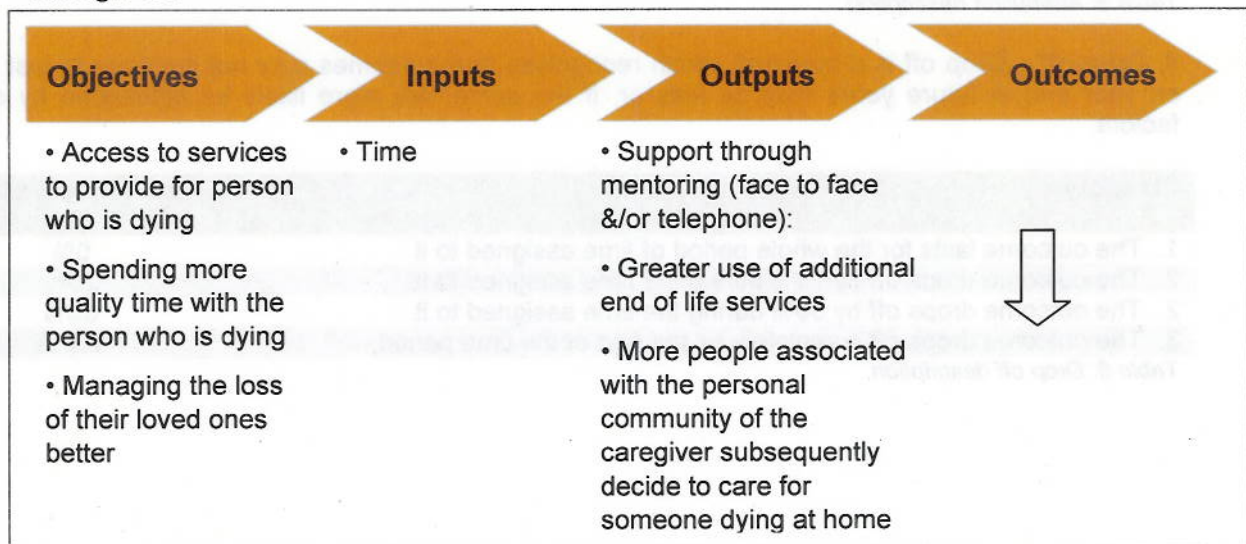 Objectives
Inputs
Outputs
Outcomes
• Access to services
to provide for person
who is dying
• Spending more
quality time with the
person who is dying
• Managing the loss
of their loved ones
better
• Time
• Support through
mentoring (face to face
&/or telephone):
• Greater use of additional
end of life services
• More people associated
with the personal
community of the
caregiver subsequently
decide to care for
someone dying at home